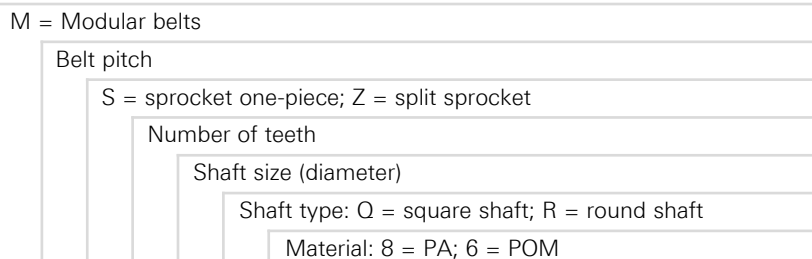 M = Modular belts
Belt pitch
S = sprocket one-piece; Z = split sprocket
Number of teeth
Shaft size (diameter)
Shaft type: Q = square shaft; R = round shaft
Material: 8 = PA; 6 = POM